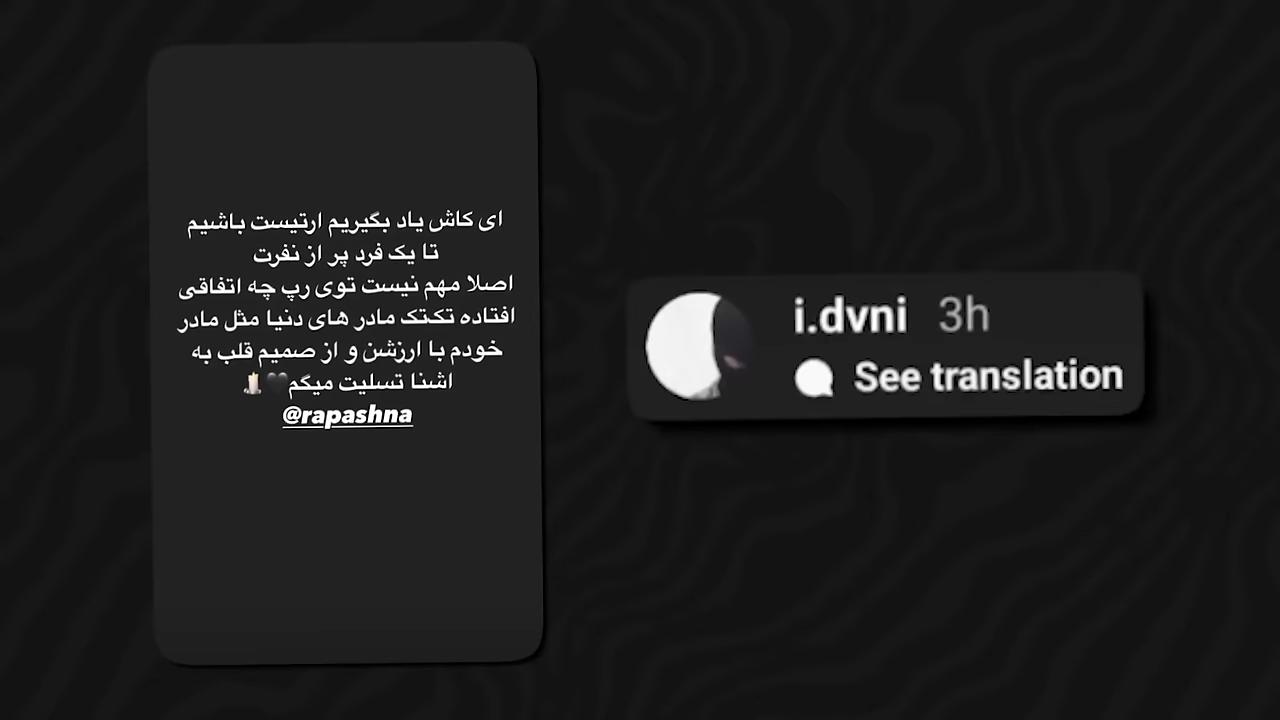 ای کاش یاد بگیریم ارتیست باشیم
تا یک فرد پر از نفرت
اصلا مهم نیست توی رپ چه اتفاقی
افتاده تکتک مادر های دنیا مثل مادر
خودم با ارزشن و از صمیم قلب به
اشنا تسلیت میگم🖤🕯️
@rapashna
i.dvni 3h
See translation